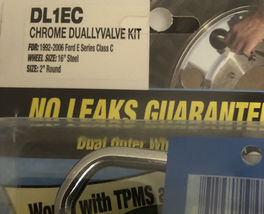 DL1EC
CHROME DUALLYVALVE KIT
FOR: 1992-2006 Ford E Series Class C
WHEEL SIZE: 16" Steel
SIZE: 2" Round
NO LEAKS GUARANTEE
Dual Outer Wh
Would with TPMS a